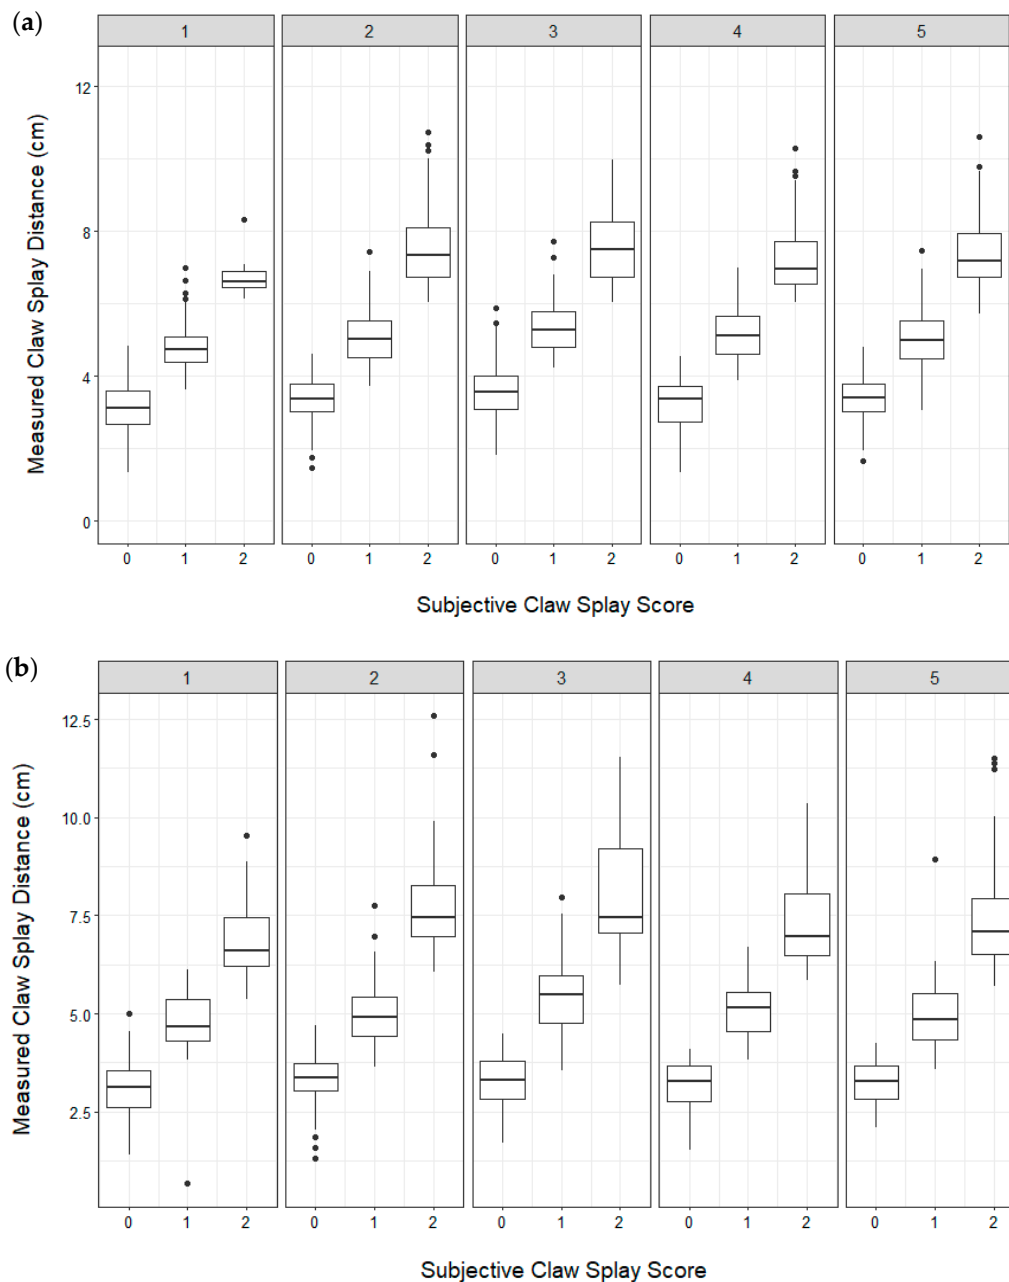 (a)
1 2 3 4 5
Measured Claw Splay Distance (cm)
12
8
4
0
0 1 2 0 1 2 0 1 2 0 1 2 0 1 2
Subjective Claw Splay Score
(b)
1 2 3 4 5
Measured Claw Splay Distance (cm)
12.5
10.0
7.5
5.0
2.5
0 1 2 0 1 2 0 1 2 0 1 2 0 1 2
Subjective Claw Splay Score